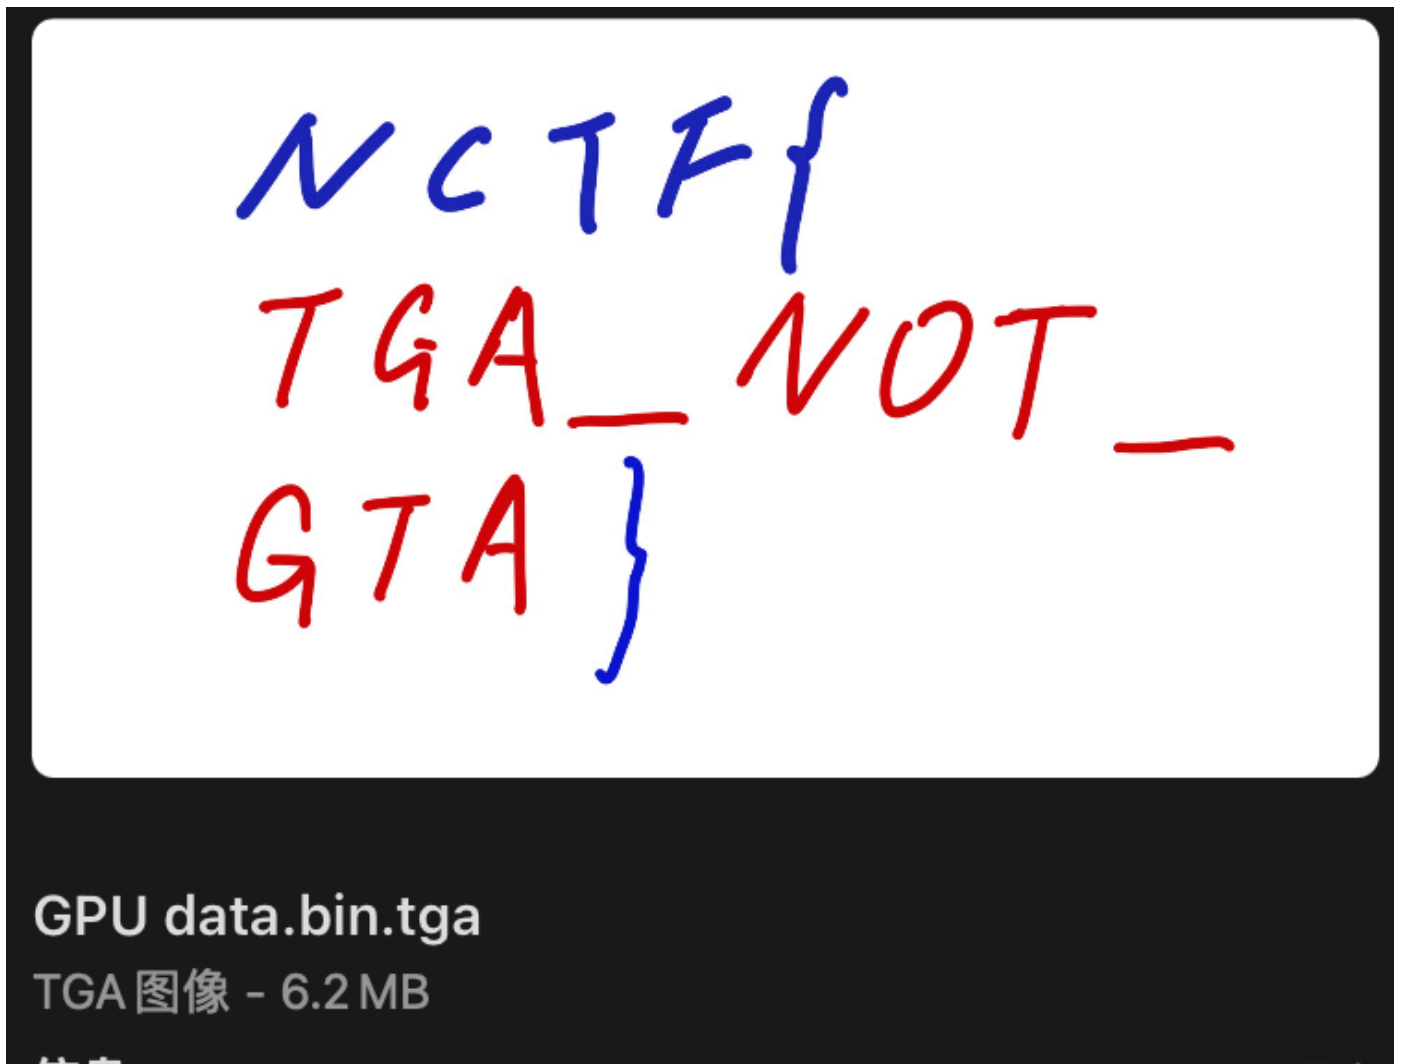 NCTF{
TGA_NOT_
GTA}
GPU data.bin.tga
TGA 图像 - 6.2 MB